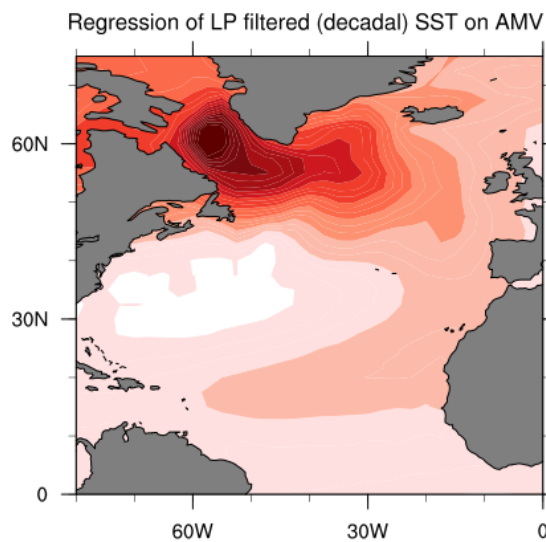 Regression of LP filtered (decadal) SST on AMV
60N
30N
0
60W
30W
0